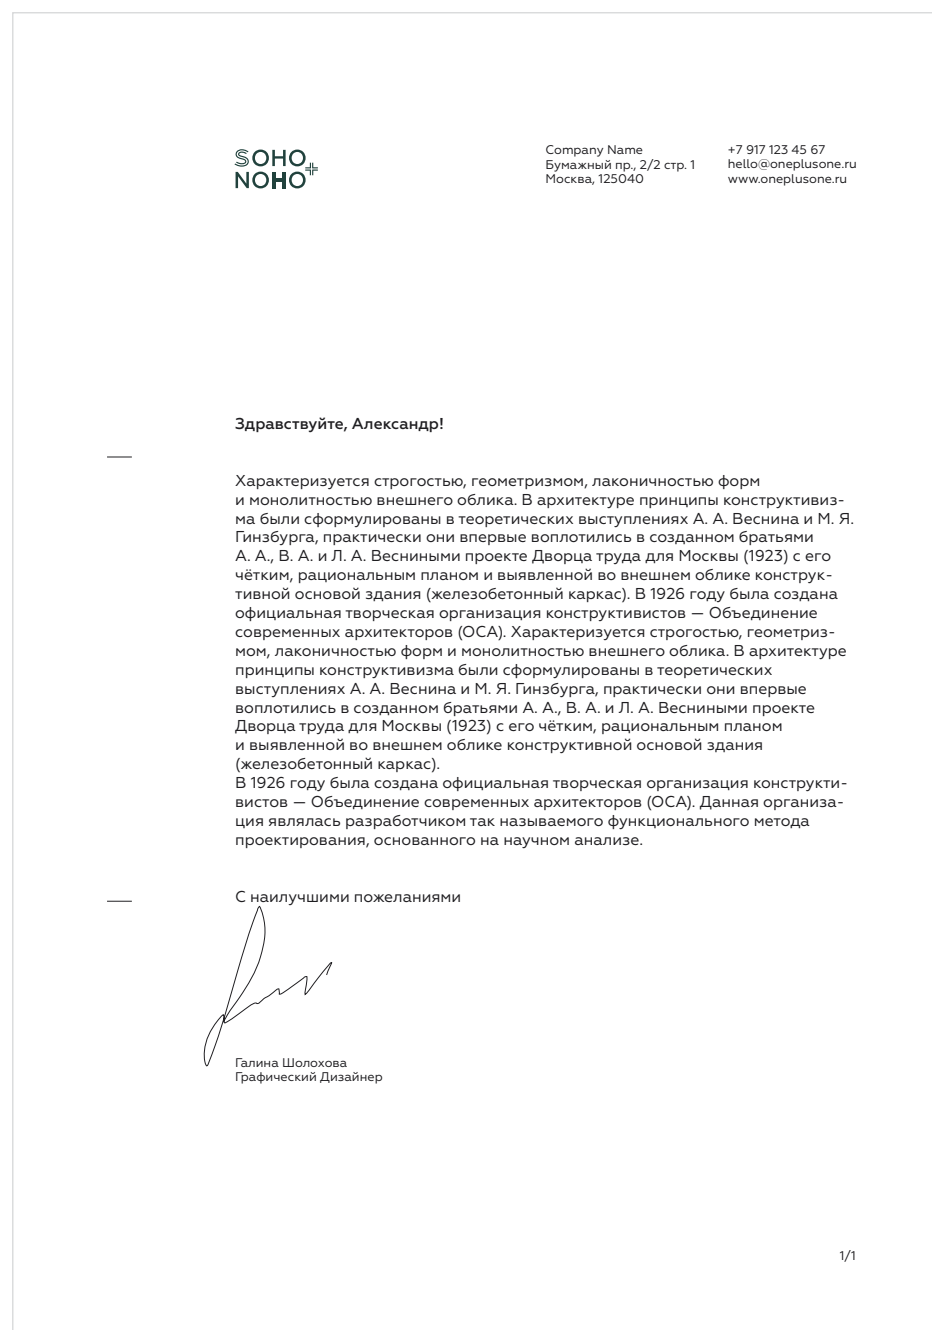 SOHO
NOHO+
Company Name
Бумажный пр., 2/2 стр. 1
Москва, 125040
+7 917 123 45 67
hello@oneplusone.ru
www.oneplusone.ru
Здравствуйте, Александр!
Характеризуется строгостью, геометризмом, лаконичностью форм
и монолитностью внешнего облика. В архитектуре принципы конструктивиз-
ма были сформулированы в теоретических выступлениях А. А. Веснина и М. Я.
Гинзбурга, практически они впервые воплотились в созданном братьями
А. А., В. А. и Л. А. Весниными проекте Дворца труда для Москвы (1923) с его
чётким, рациональным планом и выявленной во внешнем облике конструк-
тивной основой здания (железобетонный каркас). В 1926 году была создана
официальная творческая организация конструктивистов — Объединение
современных архитекторов (ОСА). Характеризуется строгостью, геометриз-
мом, лаконичностью форм и монолитностью внешнего облика. В архитектуре
принципы конструктивизма были сформулированы в теоретических
выступлениях А. А. Веснина и М. Я. Гинзбурга, практически они впервые
воплотились в созданном братьями А. А., В. А. и Л. А. Весниными проекте
Дворца труда для Москвы (1923) с его чётким, рациональным планом
и выявленной во внешнем облике конструктивной основой здания
(железобетонный каркас).
В 1926 году была создана официальная творческая организация конструкти-
вистов — Объединение современных архитекторов (ОСА). Данная организа-
ция являлась разработчиком так называемого функционального метода
проектирования, основанного на научном анализе.
С наилучшими пожеланиями
Галина Шолохова
Графический Дизайнер
1/1